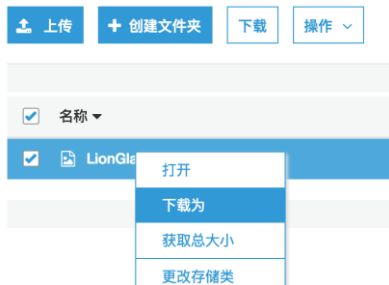 上传 创建文件夹 下载 操作
名称
LionGla
打开
下载为
获取总大小
更改存储类